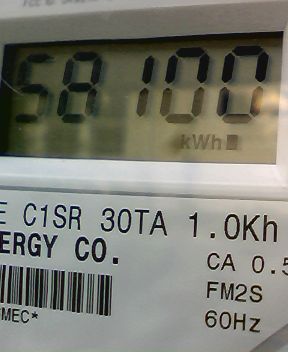 58100
kWh
E C1SR 30TA 1.0Kh
ERGY CO.
CA 0.5
FM2S
MEC*
60Hz